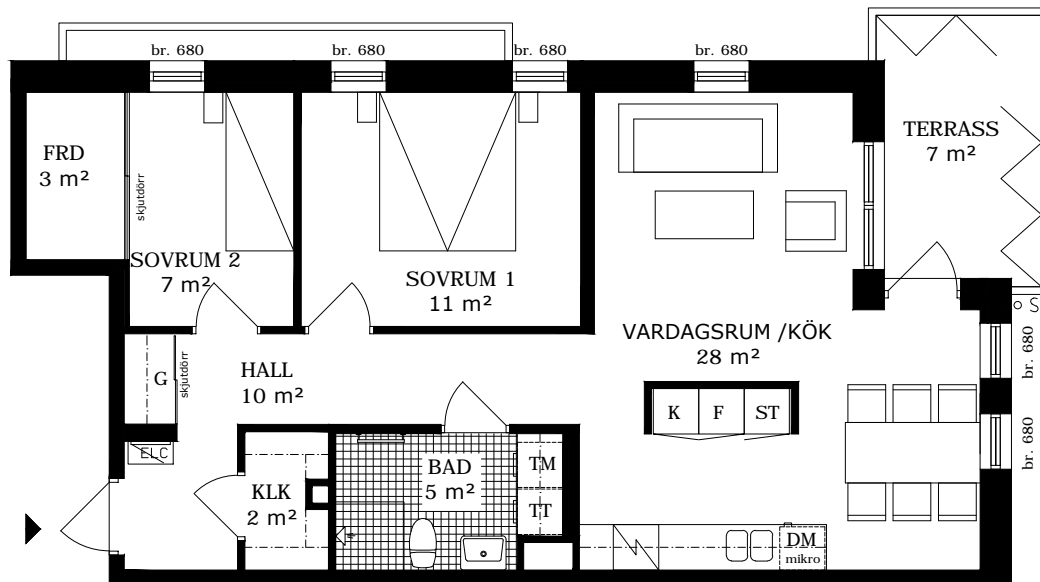 br. 680
br. 680
br. 680
br. 680
FRD
3 m²
skjutdörr
SOVRUM 2
7 m²
SOVRUM 1
11 m²
TERRASS
7 m²
S
VARDAGSRUM /KÖK
28 m²
br. 680
br. 680
G
skjutdörr
HALL
10 m²
K
F
ST
ELC
KLK
2 m²
BAD
5 m²
TM
TT
DM
mikro